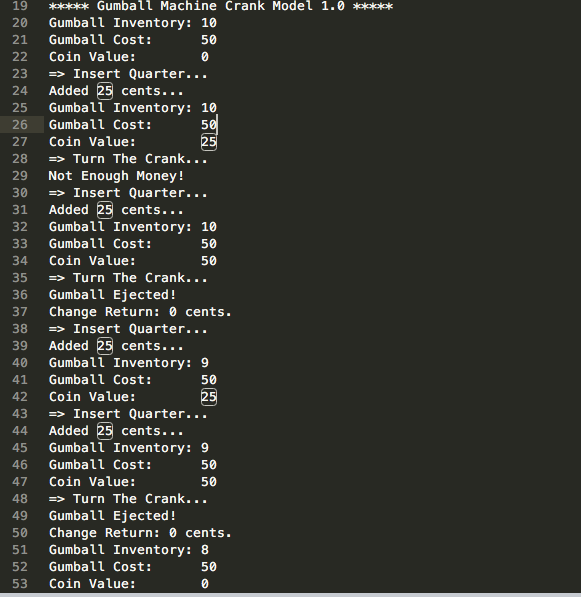 19 ***** Gumball Machine Crank Model 1.0 *****
20 Gumball Inventory: 10
21 Gumball Cost:      50
22 Coin Value:        0
23 => Insert Quarter...
24 Added 25 cents...
25 Gumball Inventory: 10
26 Gumball Cost:      50
27 Coin Value:        25
28 => Turn The Crank...
29 Not Enough Money!
30 => Insert Quarter...
31 Added 25 cents...
32 Gumball Inventory: 10
33 Gumball Cost:      50
34 Coin Value:        50
35 => Turn The Crank...
36 Gumball Ejected!
37 Change Return: 0 cents.
38 => Insert Quarter...
39 Added 25 cents...
40 Gumball Inventory: 9
41 Gumball Cost:      50
42 Coin Value:        25
43 => Insert Quarter...
44 Added 25 cents...
45 Gumball Inventory: 9
46 Gumball Cost:      50
47 Coin Value:        50
48 => Turn The Crank...
49 Gumball Ejected!
50 Change Return: 0 cents.
51 Gumball Inventory: 8
52 Gumball Cost:      50
53 Coin Value:        0